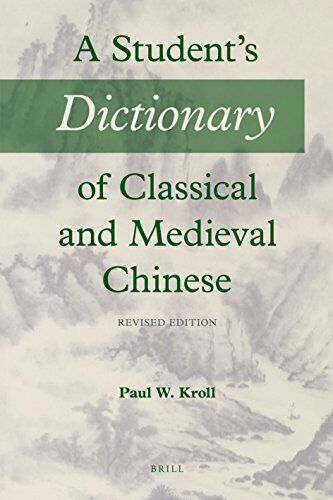 A Student's
Dictionary
of Classical
and Medieval
Chinese
REVISED EDITION
Paul W. Kroll
BRILL